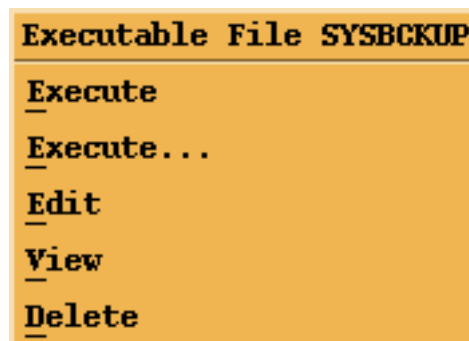 Executable File SYSBCKUP
Execute
Execute...
Edit
View
Delete